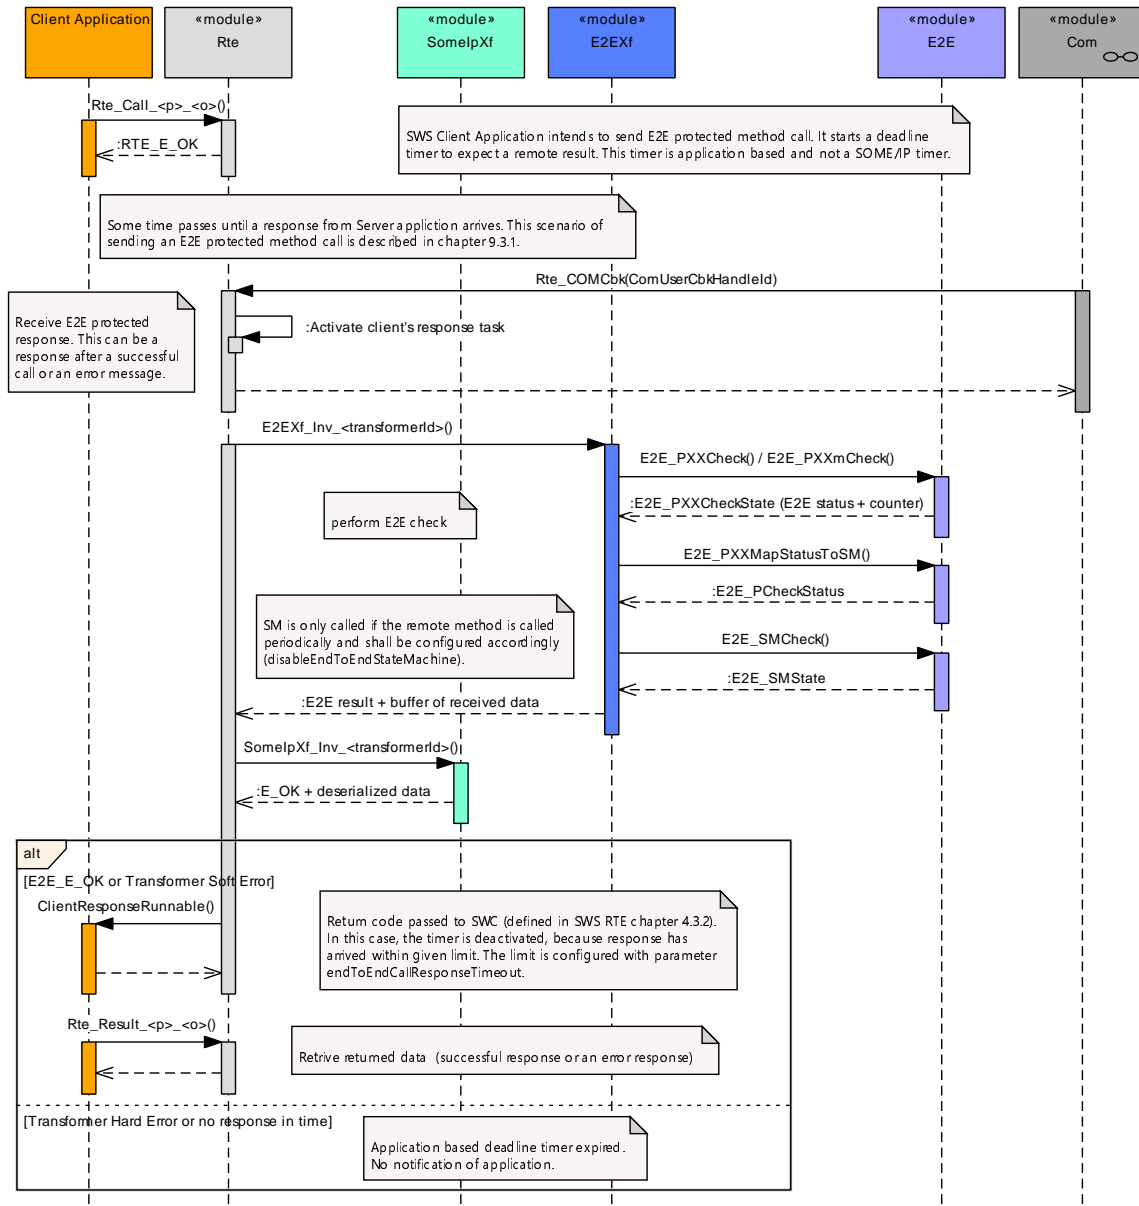 Client Application
«module»
Rte
«module»
SomeIpXf
«module»
E2EXf
«module»
E2E
«module»
Com
Rte_Call_<p>_<o>()
:RTE_E_OK
SWS Client Application intends to send E2E protected method call. It starts a deadline
timer to expect a remote result. This timer is application based and not a SOME/IP timer.
Some time passes until a response from Server appliction arrives. This scenario of
sending an E2E protected method call is described in chapter 9.3.1.
Rte_COMCbk(ComUserCbkHandleId)
Receive E2E protected
response. This can be a
response after a successful
call or an error message.
:Activate client's response task
E2EXf_Inv_<transformerId>()
E2E_PXXCheck() / E2E_PXXmCheck()
perform E2E check
:E2E_PXXCheckState (E2E status + counter)
E2E_PXXMapStatusToSM()
:E2E_PCheckStatus
SM is only called if the remote method is called
periodically and shall be configured accordingly
(disableEndToEndStateMachine).
E2E_SMCheck()
:E2E_SMState
:E2E result + buffer of received data
SomeIpXf_Inv_<transformerId>()
:E_OK + deserialized data
alt
[E2E_E_OK or Transformer Soft Error]
ClientResponseRunnable()
Return code passed to SWC (defined in SWS RTE chapter 4.3.2).
In this case, the timer is deactivated, because response has
arrived within given limit. The limit is configured with parameter
endToEndCallResponseTimeout.
Rte_Result_<p>_<o>()
Retrive returned data (successful response or an error response)
[Transformer Hard Error or no response in time]
Application based deadline timer expired.
No notification of application.